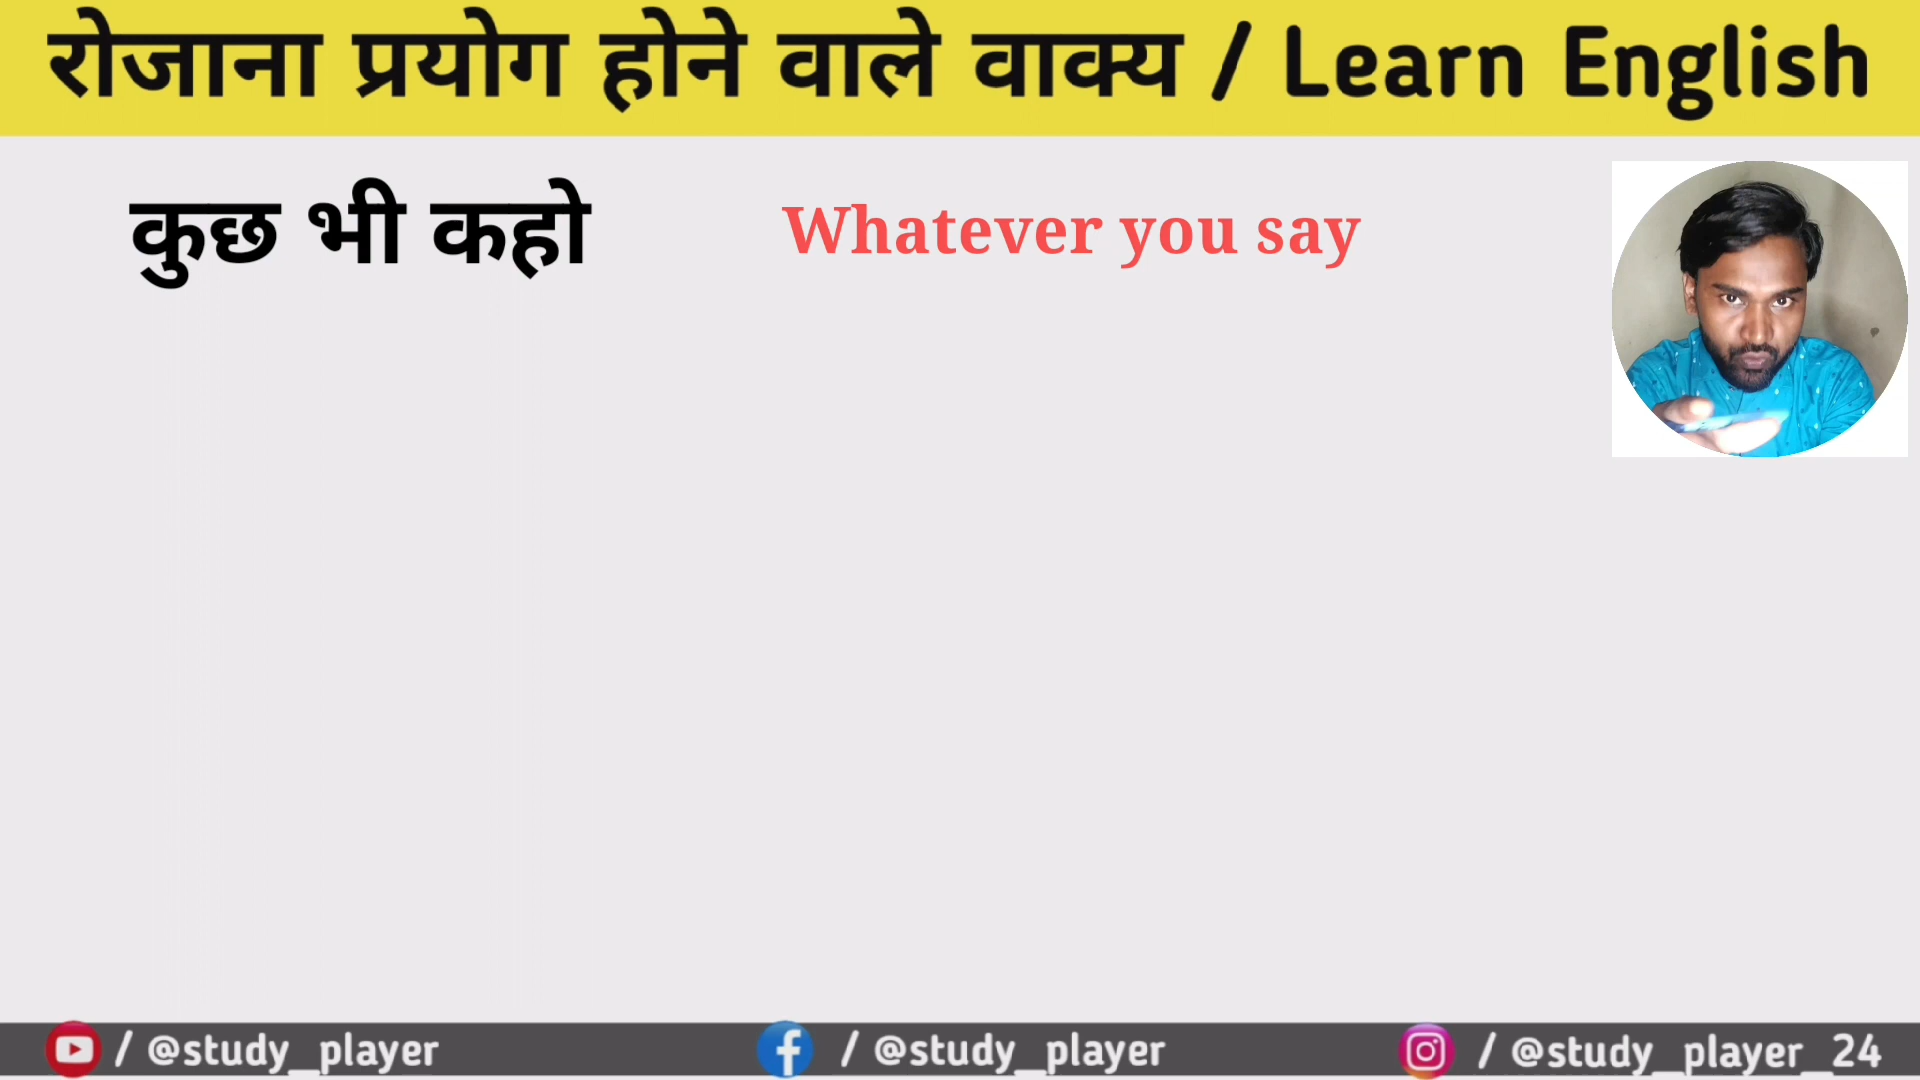 रोजाना प्रयोग होने वाले वाक्य / Learn English
कुछ भी कहो Whatever you say
/ @study_player / @study_player / @study_player_24